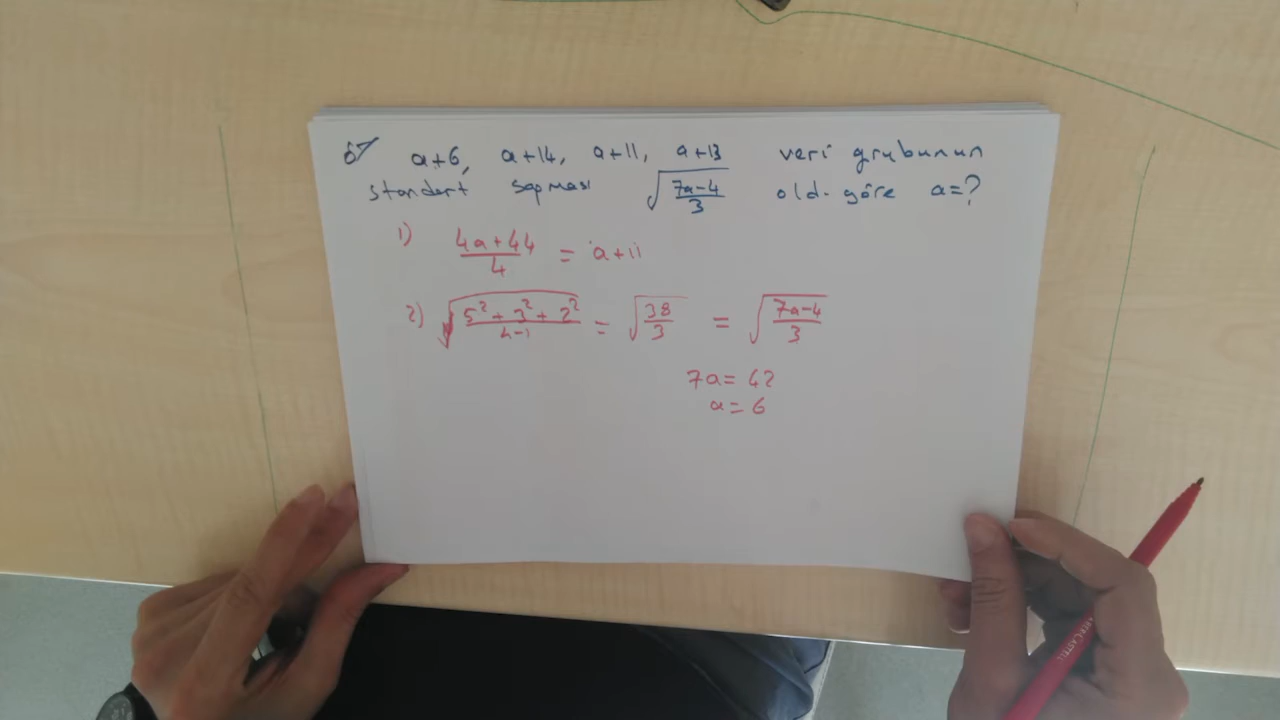 Ö/ a+6, a+14, a+11, a+13 veri grubunun
standart sapması √((7a-4)/3) old. göre a=?
1) (4a+44)/4 = a+11
2) √((5²+3²+2²)/(4-1)) = √(38/3) = √((7a-4)/3)
7a = 42
a = 6